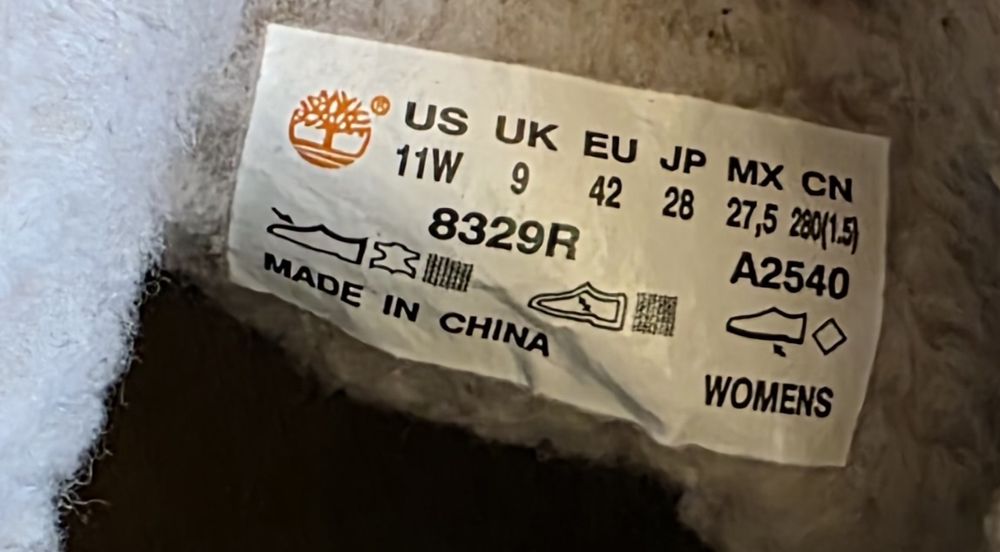 ® US UK EU JP MX CN
11W 9 42 28 27,5 280(1.5)
8329R A2540
MADE IN CHINA
WOMENS